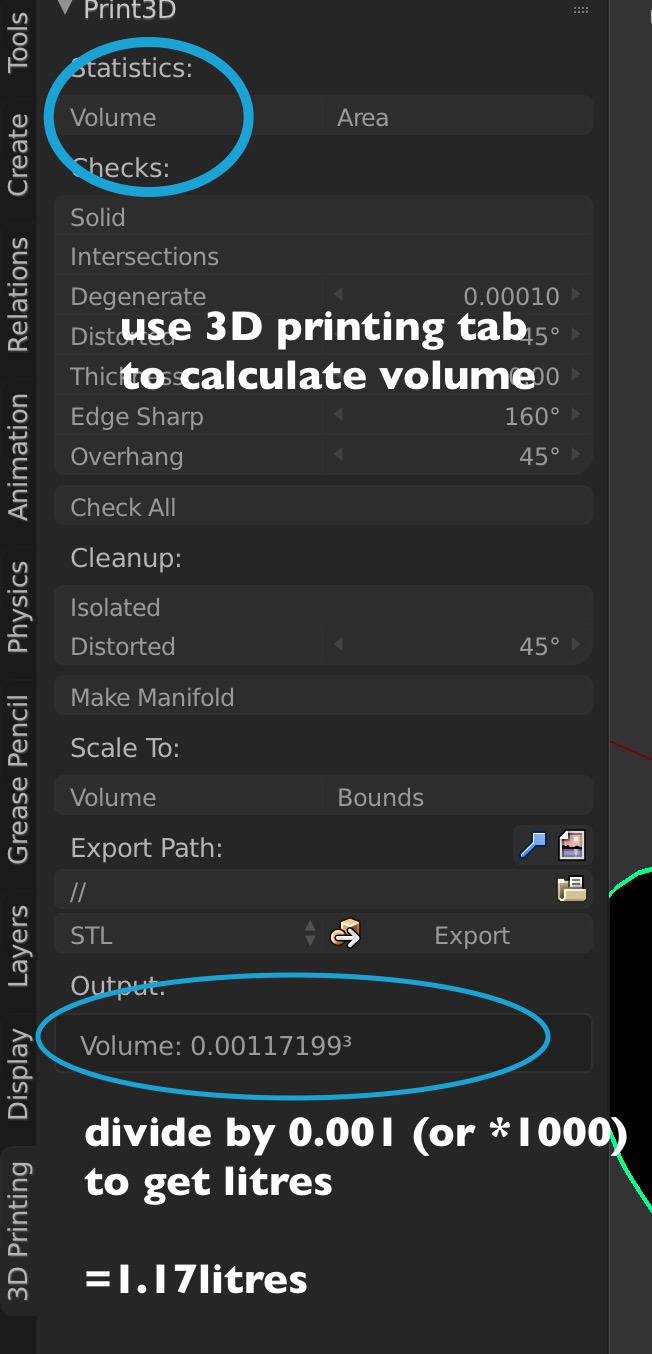 Print3D
Statistics:
Volume Area
Checks:
Solid
Intersections
Degenerate 0.00010
Distorted 45°
use 3D printing tab
Thickness 0.00
to calculate volume
Edge Sharp 160°
Overhang 45°
Check All
Cleanup:
Isolated
Distorted 45°
Make Manifold
Scale To:
Volume Bounds
Export Path:
//
STL Export
Output:
Volume: 0.00117199³
divide by 0.001 (or *1000)
to get litres
=1.17litres
Tools
Create
Relations
Animation
Physics
Grease Pencil
Layers
Display
3D Printing